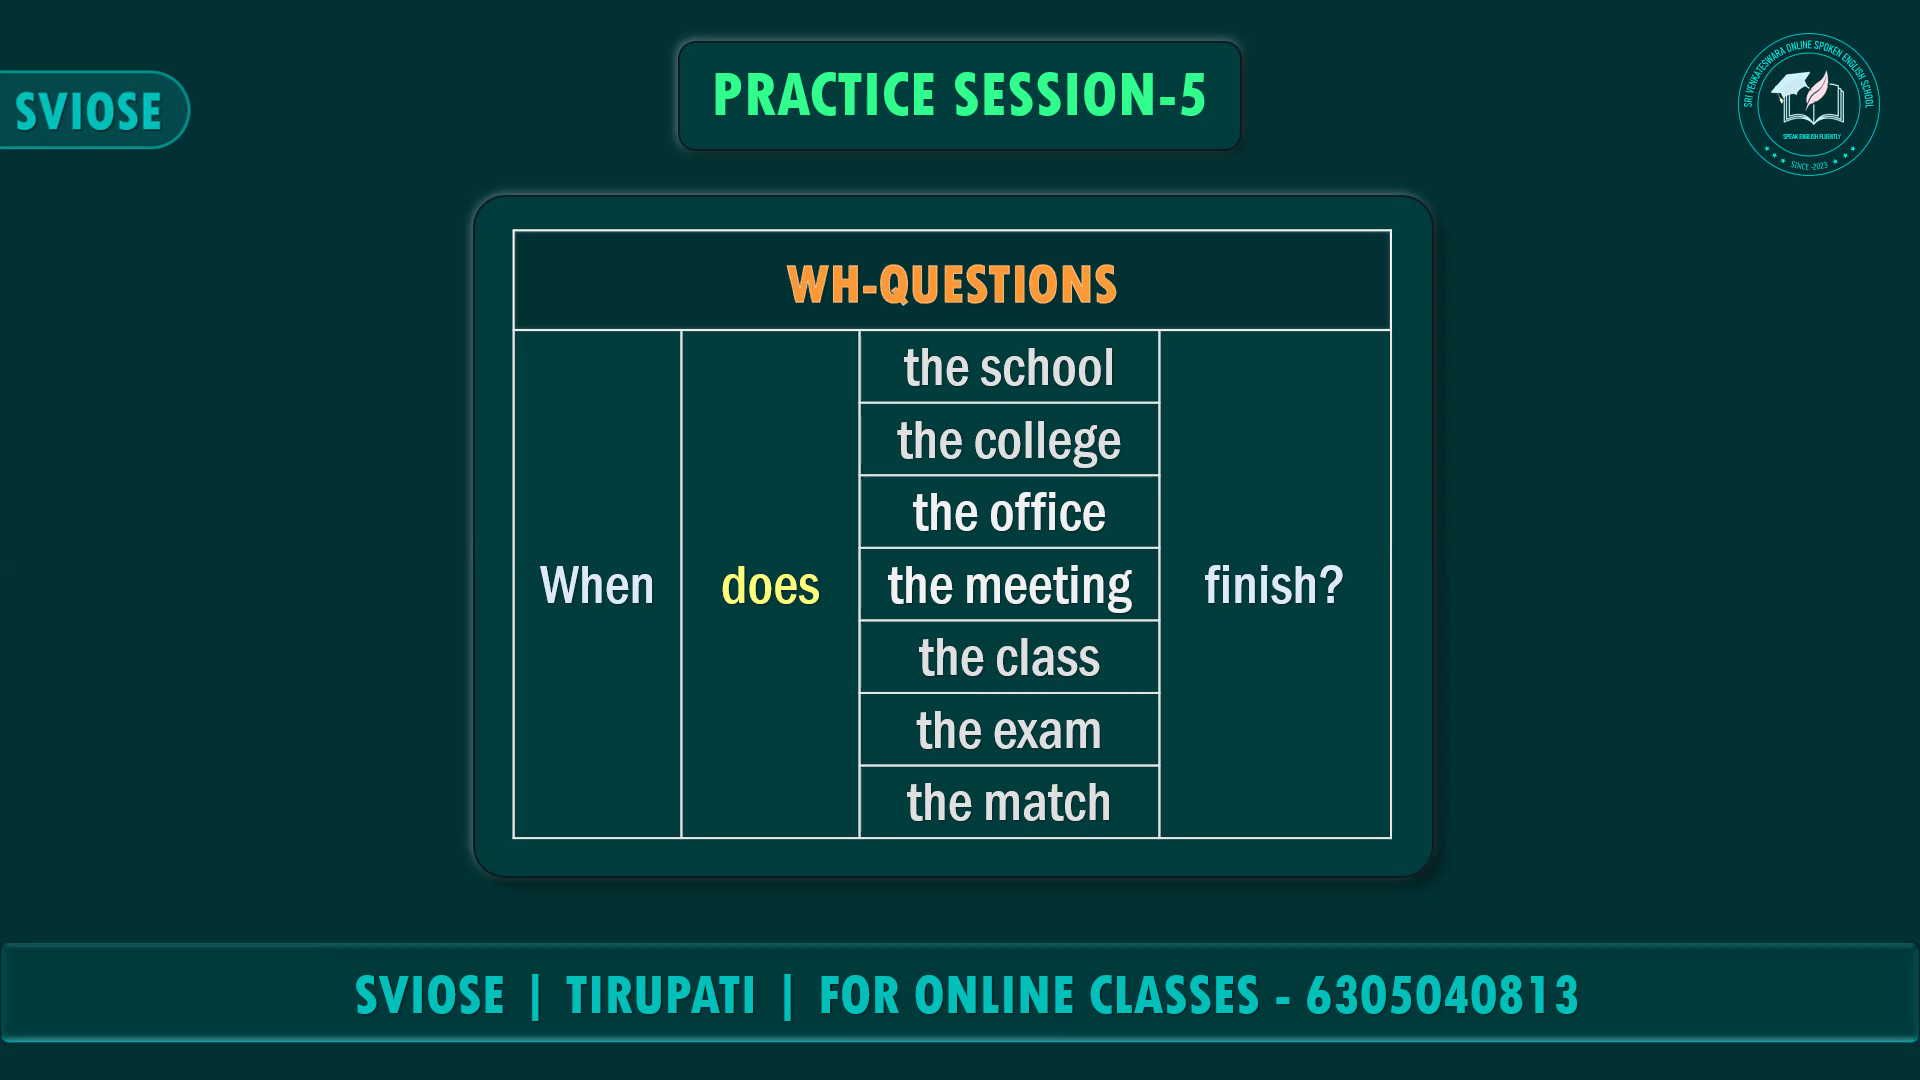 PRACTICE SESSION-5
SVIOSE
SRI VENKATESWARA ONLINE SPOKEN ENGLISH SCHOOL
SPEAK ENGLISH FLUENTLY
SINCE-2023
WH-QUESTIONS
the school
the college
the office
When does the meeting finish?
the class
the exam
the match
SVIOSE | TIRUPATI | FOR ONLINE CLASSES - 6305040813